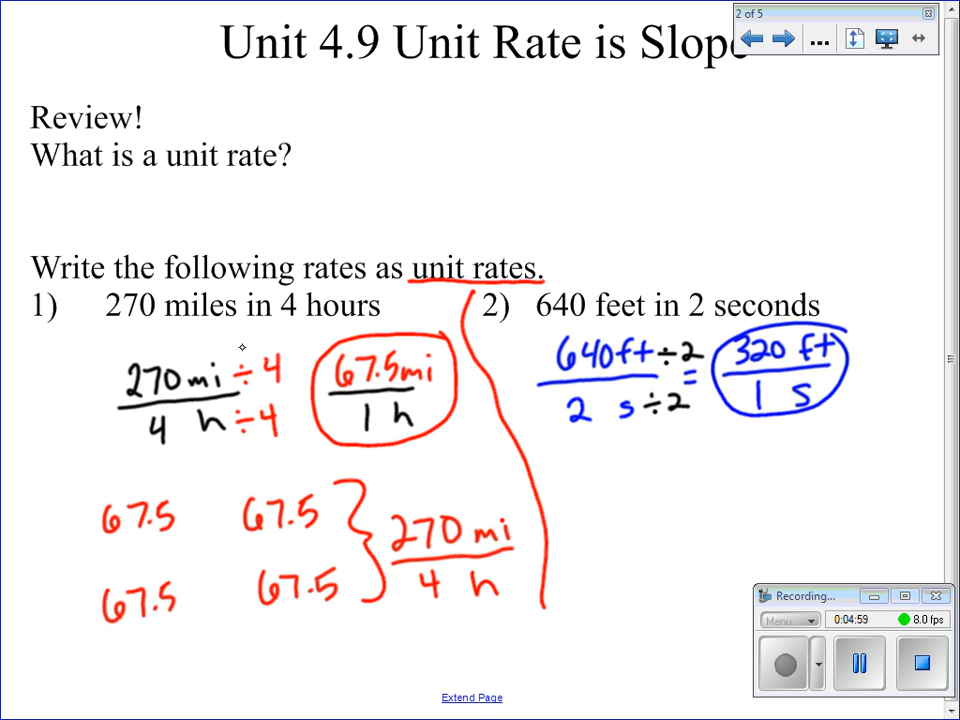 Unit 4.9 Unit Rate is Slope
2 of 5
Review!
What is a unit rate?
Write the following rates as unit rates.
1) 270 miles in 4 hours
2) 640 feet in 2 seconds
270 mi ÷ 4
4 h ÷ 4
67.5 mi
1 h
640 ft ÷ 2
2 s ÷ 2
=
320 ft
1 s
67.5 67.5
67.5 67.5
270 mi
4 h
Recording...
Menu
0:04:59
8.0 fps
Extend Page